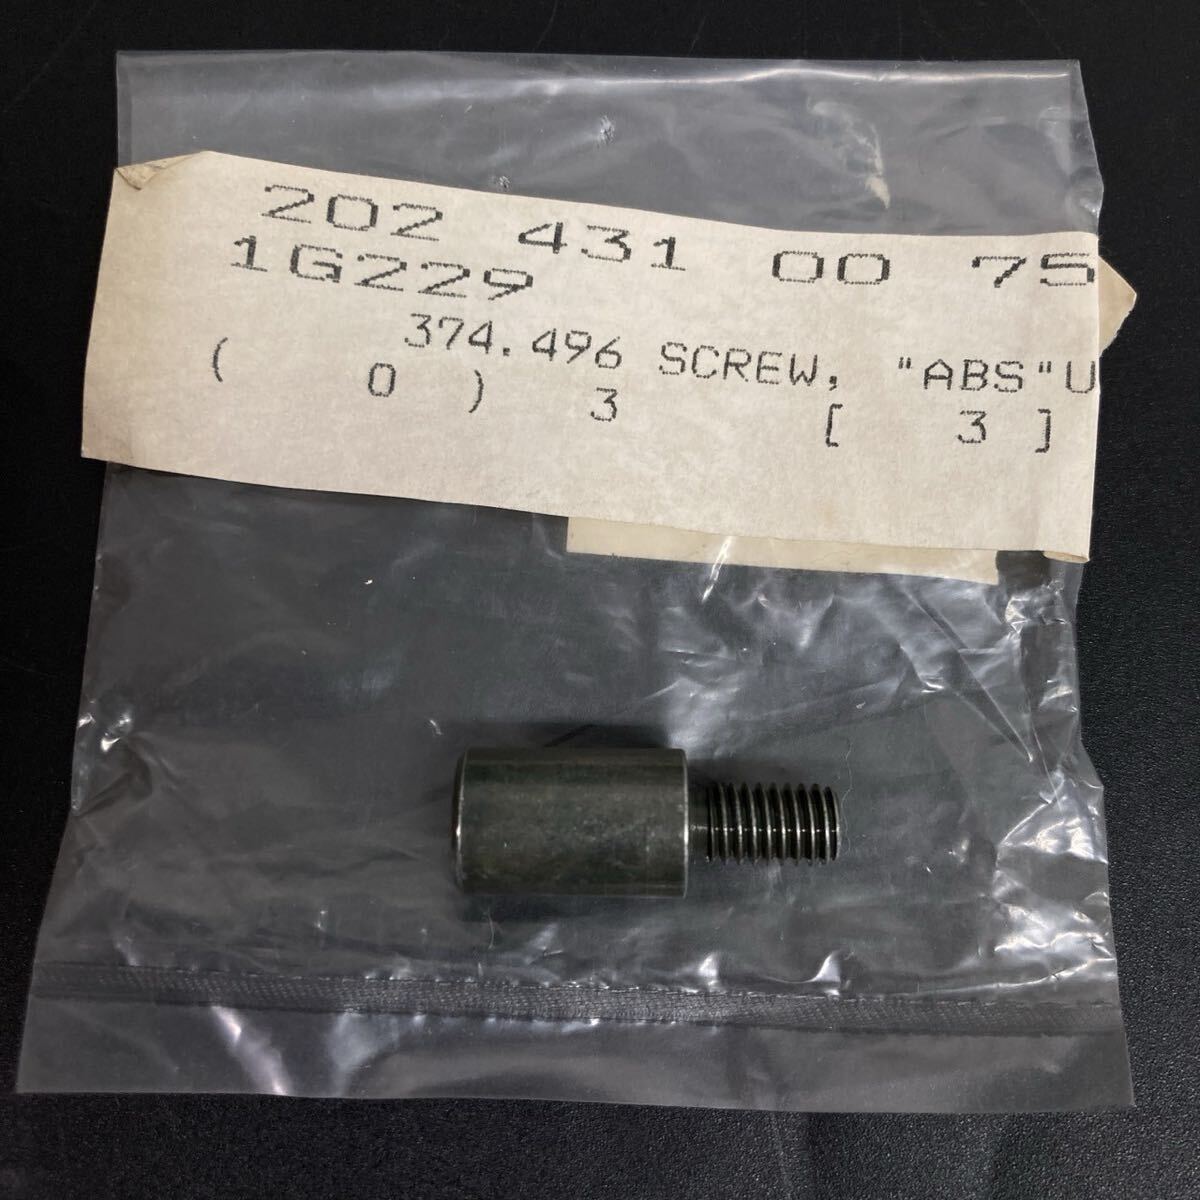 202 431 00 75
1G229
374.496 SCREW, "ABS"U
( 0 ) 3 [ 3 ]